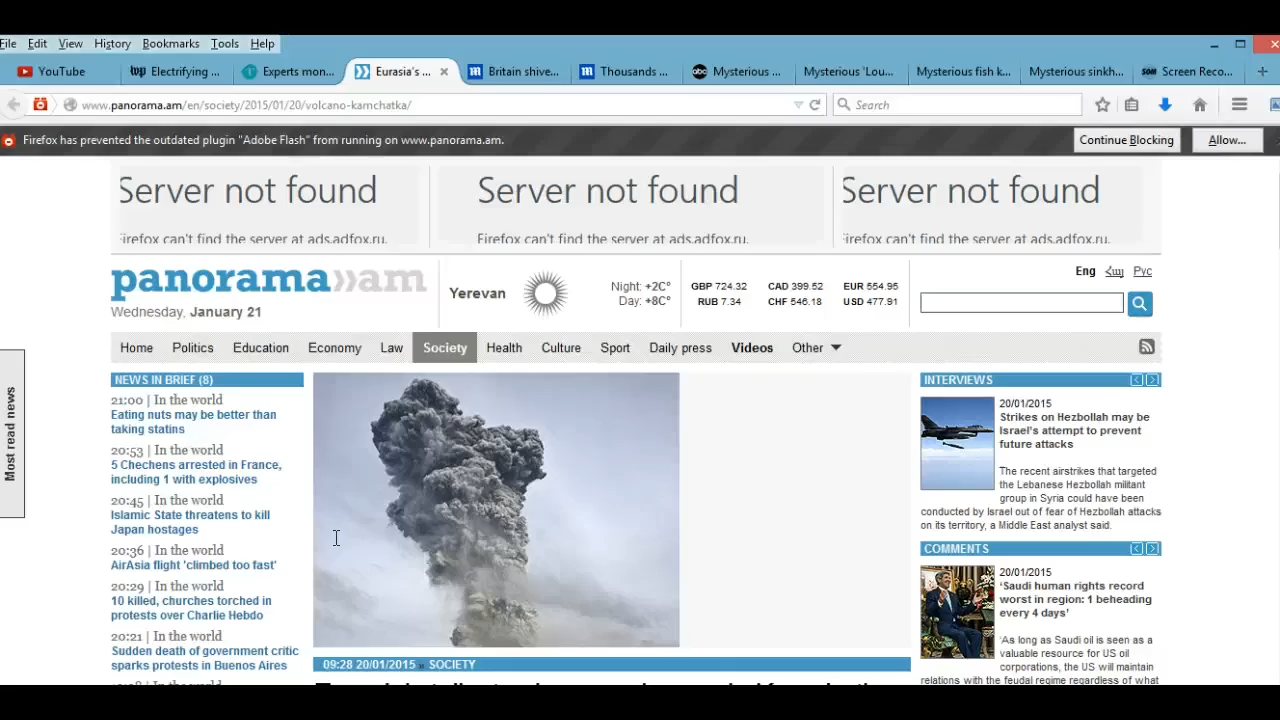 File Edit View History Bookmarks Tools Help
YouTube
Electrifying ...
Experts mon...
Eurasia's ...
Britain shive...
Thousands ...
Mysterious ...
Mysterious 'Lou...
Mysterious fish k...
Mysterious sinkh...
Screen Reco...
www.panorama.am/en/society/2015/01/20/volcano-kamchatka/
Search
Firefox has prevented the outdated plugin "Adobe Flash" from running on www.panorama.am.
Continue Blocking
Allow...
Server not found
Firefox can't find the server at ads.adfox.ru.
Server not found
Firefox can't find the server at ads.adfox.ru.
Server not found
Firefox can't find the server at ads.adfox.ru.
panorama»am
Wednesday, January 21
Yerevan
Night: +2C°
Day: +8C°
GBP 724.32 CAD 399.52 EUR 554.95
RUB 7.34 CHF 546.18 USD 477.91
Eng Հայ Рус
Home Politics Education Economy Law Society Health Culture Sport Daily press Videos Other
Most read news
NEWS IN BRIEF (8)
21:00 | In the world
Eating nuts may be better than
taking statins
20:53 | In the world
5 Chechens arrested in France,
including 1 with explosives
20:45 | In the world
Islamic State threatens to kill
Japan hostages
20:36 | In the world
AirAsia flight 'climbed too fast'
20:29 | In the world
10 killed, churches torched in
protests over Charlie Hebdo
20:21 | In the world
Sudden death of government critic
sparks protests in Buenos Aires
09:28 20/01/2015 » SOCIETY
INTERVIEWS
20/01/2015
Strikes on Hezbollah may be
Israel's attempt to prevent
future attacks
The recent airstrikes that targeted
the Lebanese Hezbollah militant
group in Syria could have been
conducted by Israel out of fear of Hezbollah attacks
on its territory, a Middle East analyst said.
COMMENTS
20/01/2015
'Saudi human rights record
worst in region: 1 beheading
every 4 days'
'As long as Saudi oil is seen as a
valuable resource for US oil
corporations, the US will maintain
relations with the feudal regime regardless of what